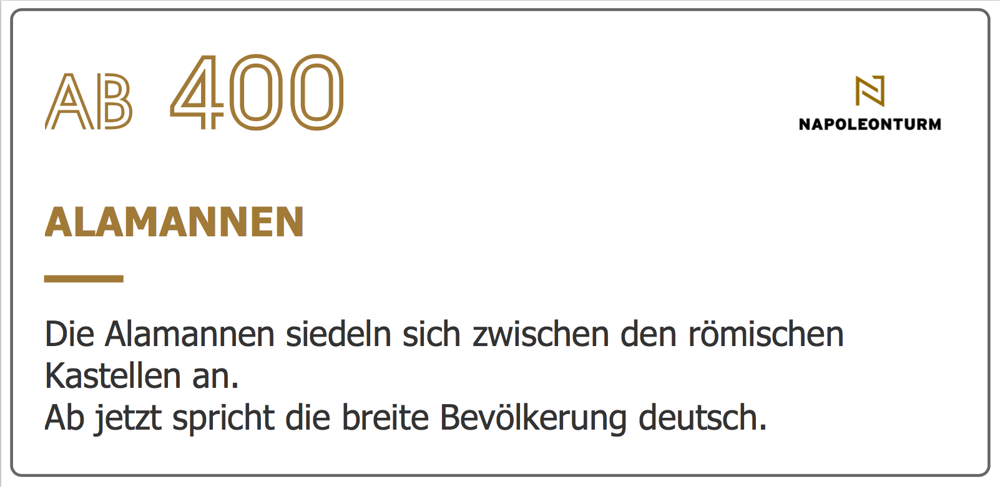 AB 400
NAPOLEONTURM
ALAMANNEN
Die Alamannen siedeln sich zwischen den römischen
Kastellen an.
Ab jetzt spricht die breite Bevölkerung deutsch.